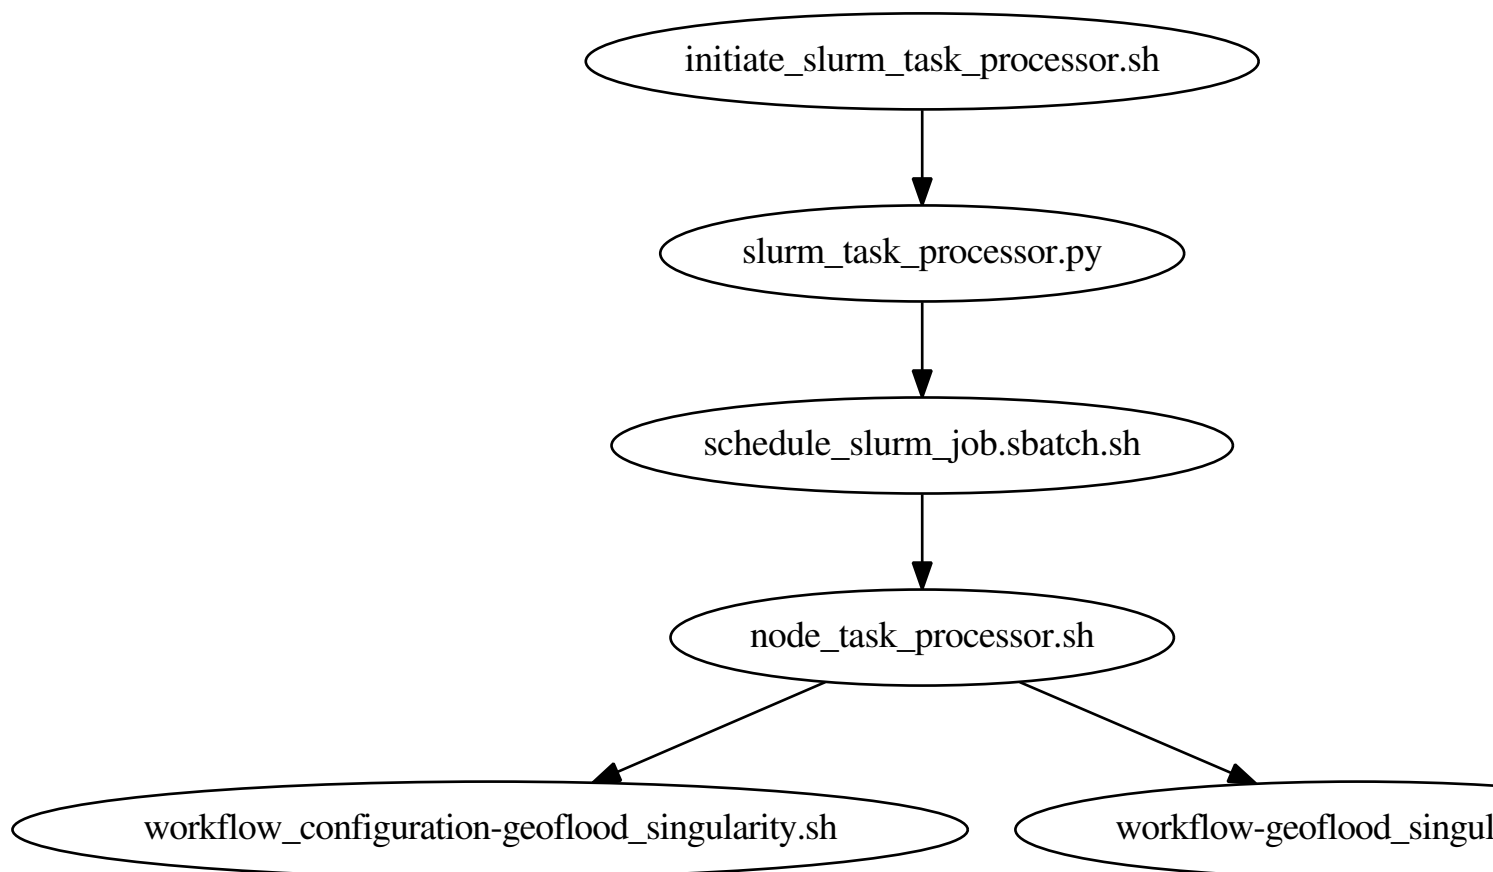 initiate_slurm_task_processor.sh
slurm_task_processor.py
schedule_slurm_job.sbatch.sh
node_task_processor.sh
workflow_configuration-geoflood_singularity.sh
workflow-geoflood_singul